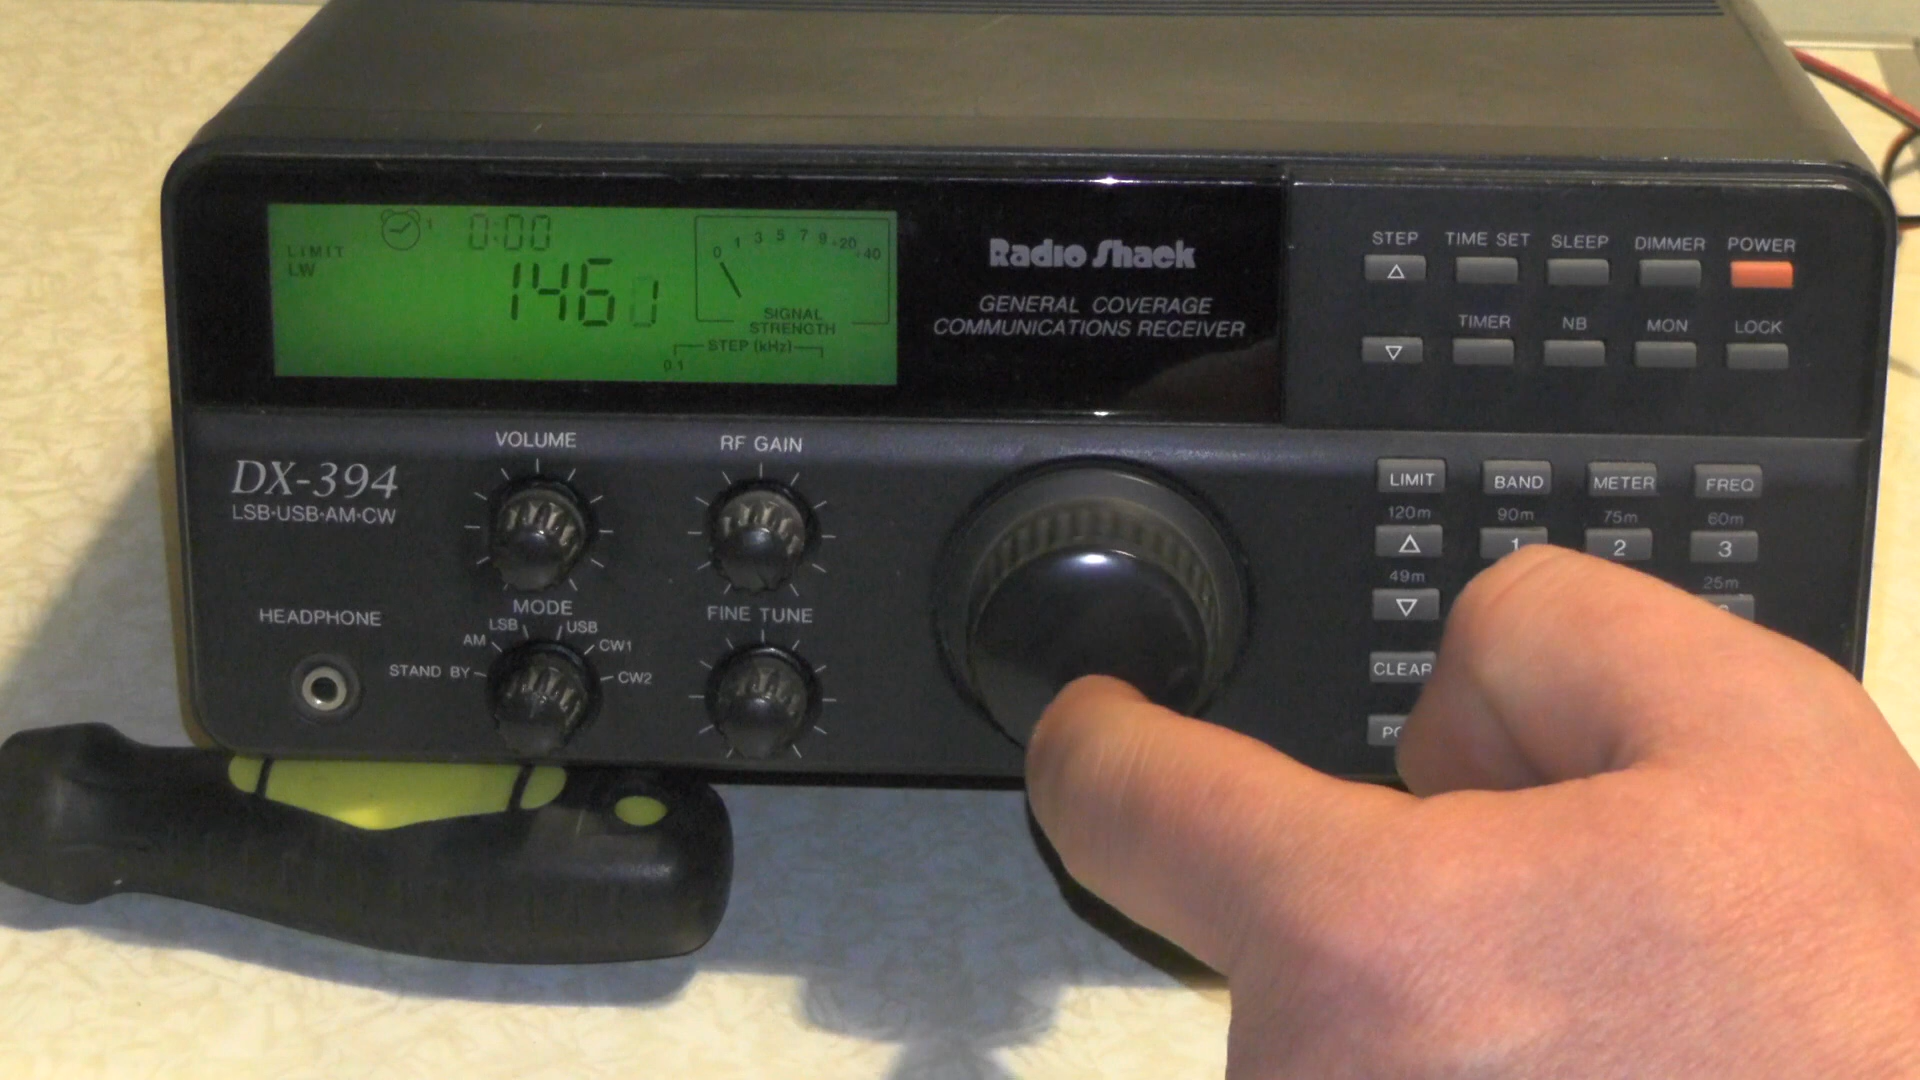 LIMIT
LW
1 0:00
146
0 1 3 5 7 9 +20 +40
SIGNAL
STRENGTH
STEP (kHz)
0.1
Radio Shack
GENERAL COVERAGE
COMMUNICATIONS RECEIVER
STEP TIME SET SLEEP DIMMER POWER
TIMER NB MON LOCK
DX-394
LSB·USB·AM·CW
VOLUME
RF GAIN
HEADPHONE
MODE
STAND BY AM LSB USB CW1 CW2
FINE TUNE
LIMIT BAND METER FREQ
120m 90m 75m 60m
1 2 3
49m 25m
CLEAR